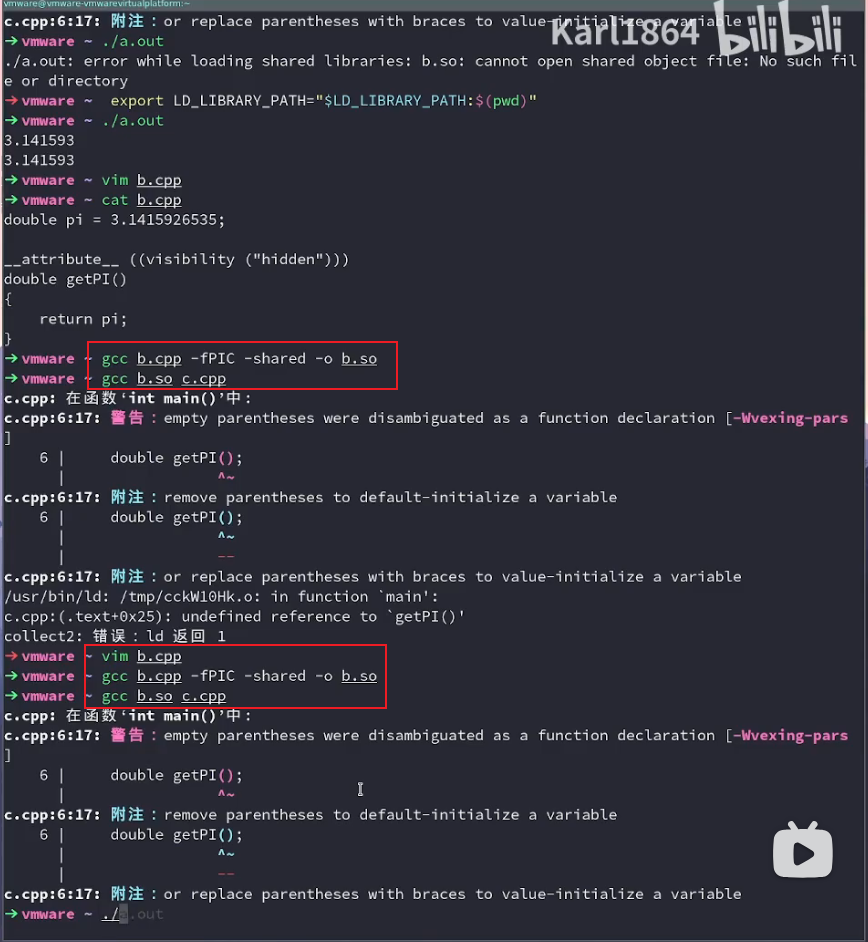 vmware@vmware-vmwarevirtualplatform:~
c.cpp:6:17: 附注：or replace parentheses with braces to value-initialize a variable
Karl1864 bilibili
→ vmware ~ ./a.out
./a.out: error while loading shared libraries: b.so: cannot open shared object file: No such fil
e or directory
→ vmware ~ export LD_LIBRARY_PATH="$LD_LIBRARY_PATH:$(pwd)"
→ vmware ~ ./a.out
3.141593
3.141593
→ vmware ~ vim b.cpp
→ vmware ~ cat b.cpp
double pi = 3.1415926535;
__attribute__ ((visibility ("hidden")))
double getPI()
{
return pi;
}
→ vmware ~ gcc b.cpp -fPIC -shared -o b.so
→ vmware ~ gcc b.so c.cpp
c.cpp: 在函数‘int main()’中：
c.cpp:6:17: 警告：empty parentheses were disambiguated as a function declaration [-Wvexing-pars
]
6 | double getPI();
| ^~
c.cpp:6:17: 附注：remove parentheses to default-initialize a variable
6 | double getPI();
| ^~
| --
c.cpp:6:17: 附注：or replace parentheses with braces to value-initialize a variable
/usr/bin/ld: /tmp/cckW10Hk.o: in function `main':
c.cpp:(.text+0x25): undefined reference to `getPI()'
collect2: 错误：ld 返回 1
→ vmware ~ vim b.cpp
→ vmware ~ gcc b.cpp -fPIC -shared -o b.so
→ vmware ~ gcc b.so c.cpp
c.cpp: 在函数‘int main()’中：
c.cpp:6:17: 警告：empty parentheses were disambiguated as a function declaration [-Wvexing-pars
]
6 | double getPI();
| ^~
c.cpp:6:17: 附注：remove parentheses to default-initialize a variable
6 | double getPI();
| ^~
| --
c.cpp:6:17: 附注：or replace parentheses with braces to value-initialize a variable
→ vmware ~ ./a.out